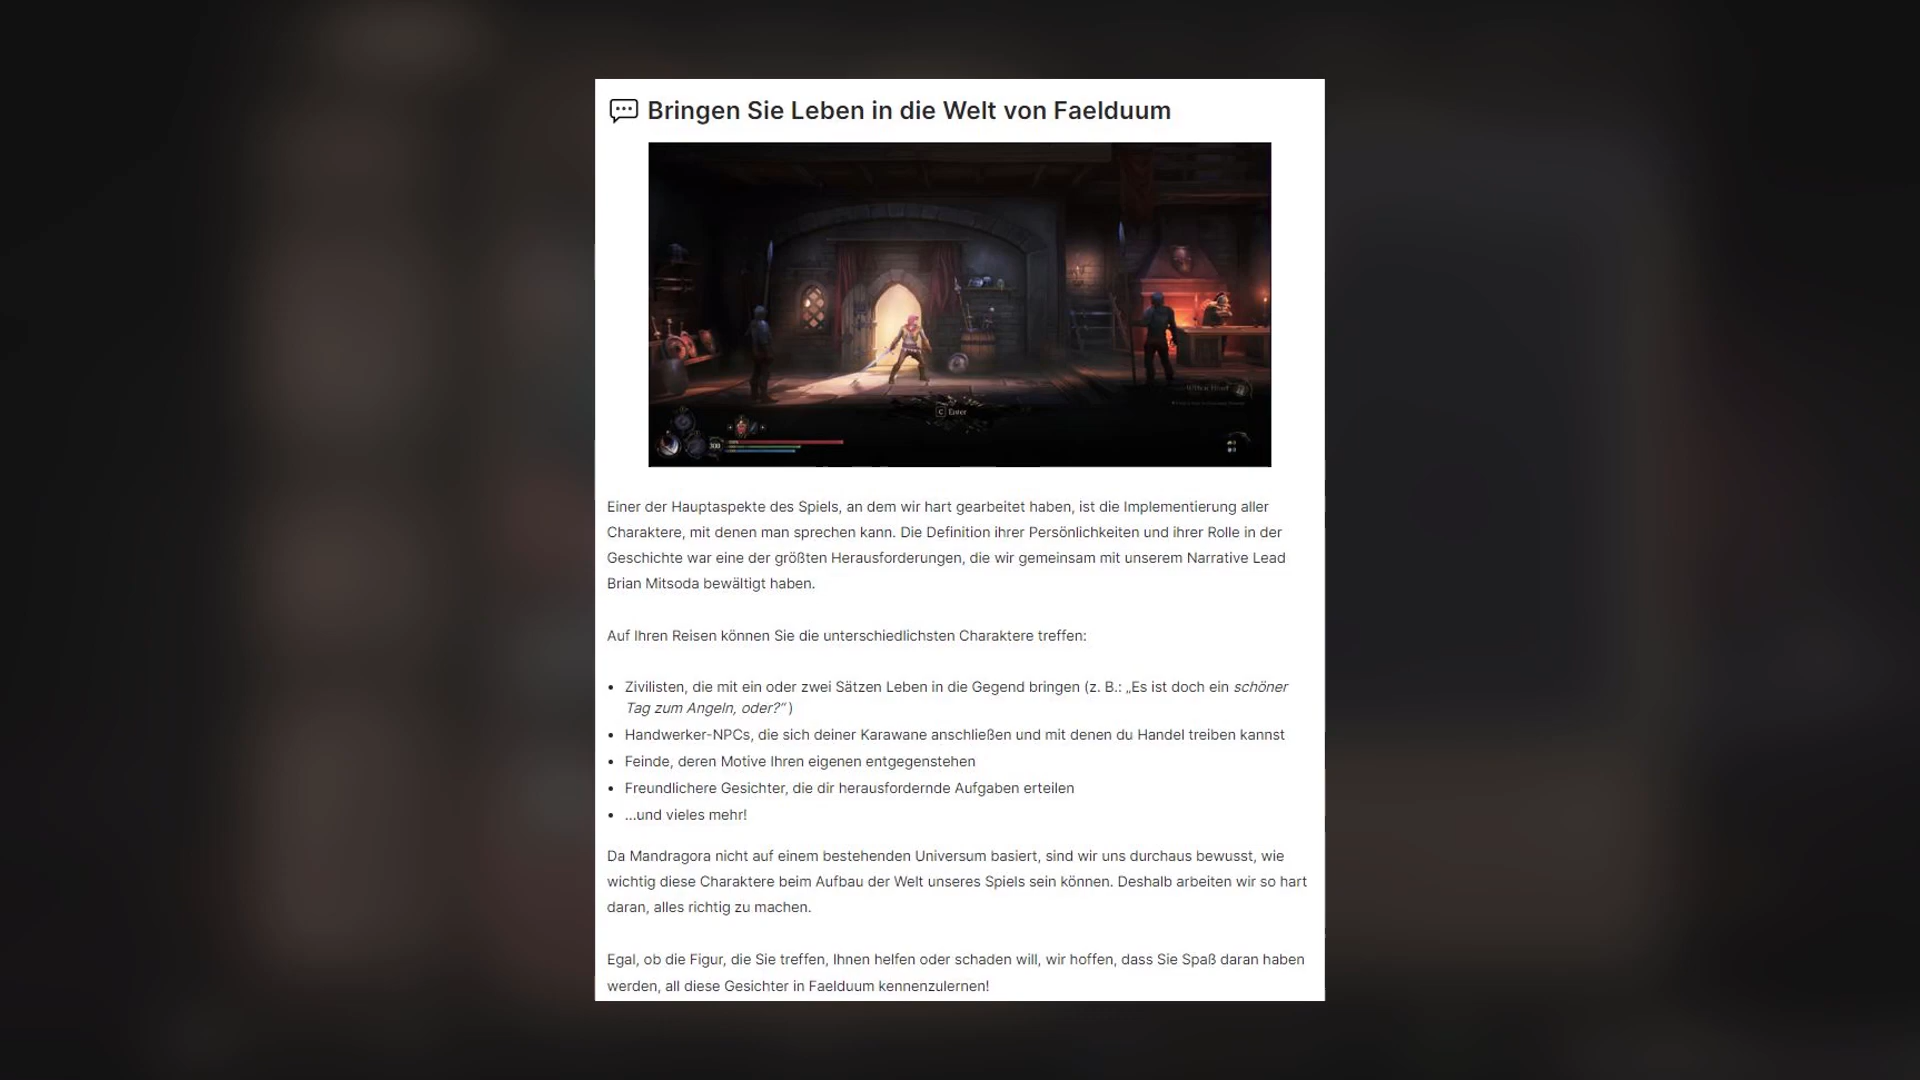 Bringen Sie Leben in die Welt von Faelduum
C Enter
300
Einer der Hauptaspekte des Spiels, an dem wir hart gearbeitet haben, ist die Implementierung aller
Charaktere, mit denen man sprechen kann. Die Definition ihrer Persönlichkeiten und ihrer Rolle in der
Geschichte war eine der größten Herausforderungen, die wir gemeinsam mit unserem Narrative Lead
Brian Mitsoda bewältigt haben.
Auf Ihren Reisen können Sie die unterschiedlichsten Charaktere treffen:
• Zivilisten, die mit ein oder zwei Sätzen Leben in die Gegend bringen (z. B.: „Es ist doch ein schöner
Tag zum Angeln, oder?“ )
• Handwerker-NPCs, die sich deiner Karawane anschließen und mit denen du Handel treiben kannst
• Feinde, deren Motive Ihren eigenen entgegenstehen
• Freundlichere Gesichter, die dir herausfordernde Aufgaben erteilen
• ...und vieles mehr!
Da Mandragora nicht auf einem bestehenden Universum basiert, sind wir uns durchaus bewusst, wie
wichtig diese Charaktere beim Aufbau der Welt unseres Spiels sein können. Deshalb arbeiten wir so hart
daran, alles richtig zu machen.
Egal, ob die Figur, die Sie treffen, Ihnen helfen oder schaden will, wir hoffen, dass Sie Spaß daran haben
werden, all diese Gesichter in Faelduum kennenzulernen!